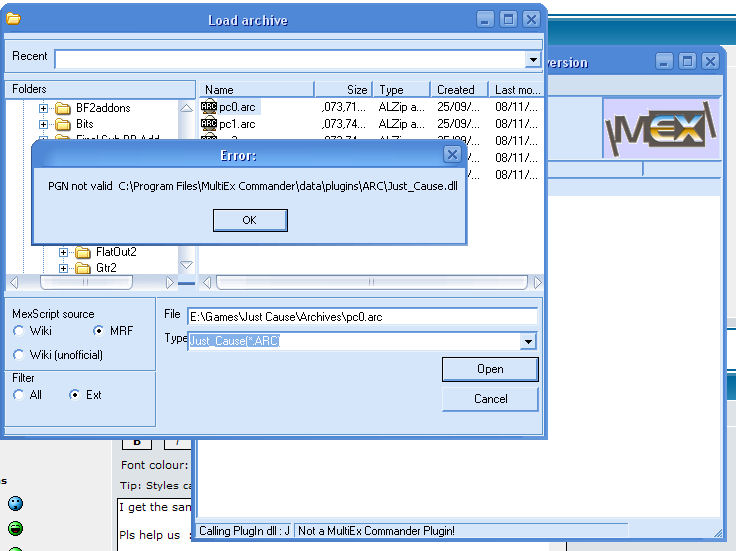 Load archive
Recent
Folders
Name Size Type Created Last mo...
BF2addons
Bits
pc0.arc ,073,71... ALZip a... 25/09/... 08/11/...
pc1.arc ,073,74... ALZip a... 25/09/... 08/11/...
08/11/...
08/11/...
08/11/...
ersion
MEX
Error:
PGN not valid C:\Program Files\MultiEx Commander\data\plugins\ARC\Just_Cause.dll
OK
FlatOut2
Gtr2
MexScript source
Wiki
MRF
Wiki (unofficial)
Filter
All
Ext
File E:\Games\Just Cause\Archives\pc0.arc
Type Just_Cause(*.ARC)
Open
Cancel
B
I
Font colour:
Tip: Styles ca
s
I get the san
Pls help us :
Calling PlugIn dll : J
Not a MultiEx Commander Plugin!